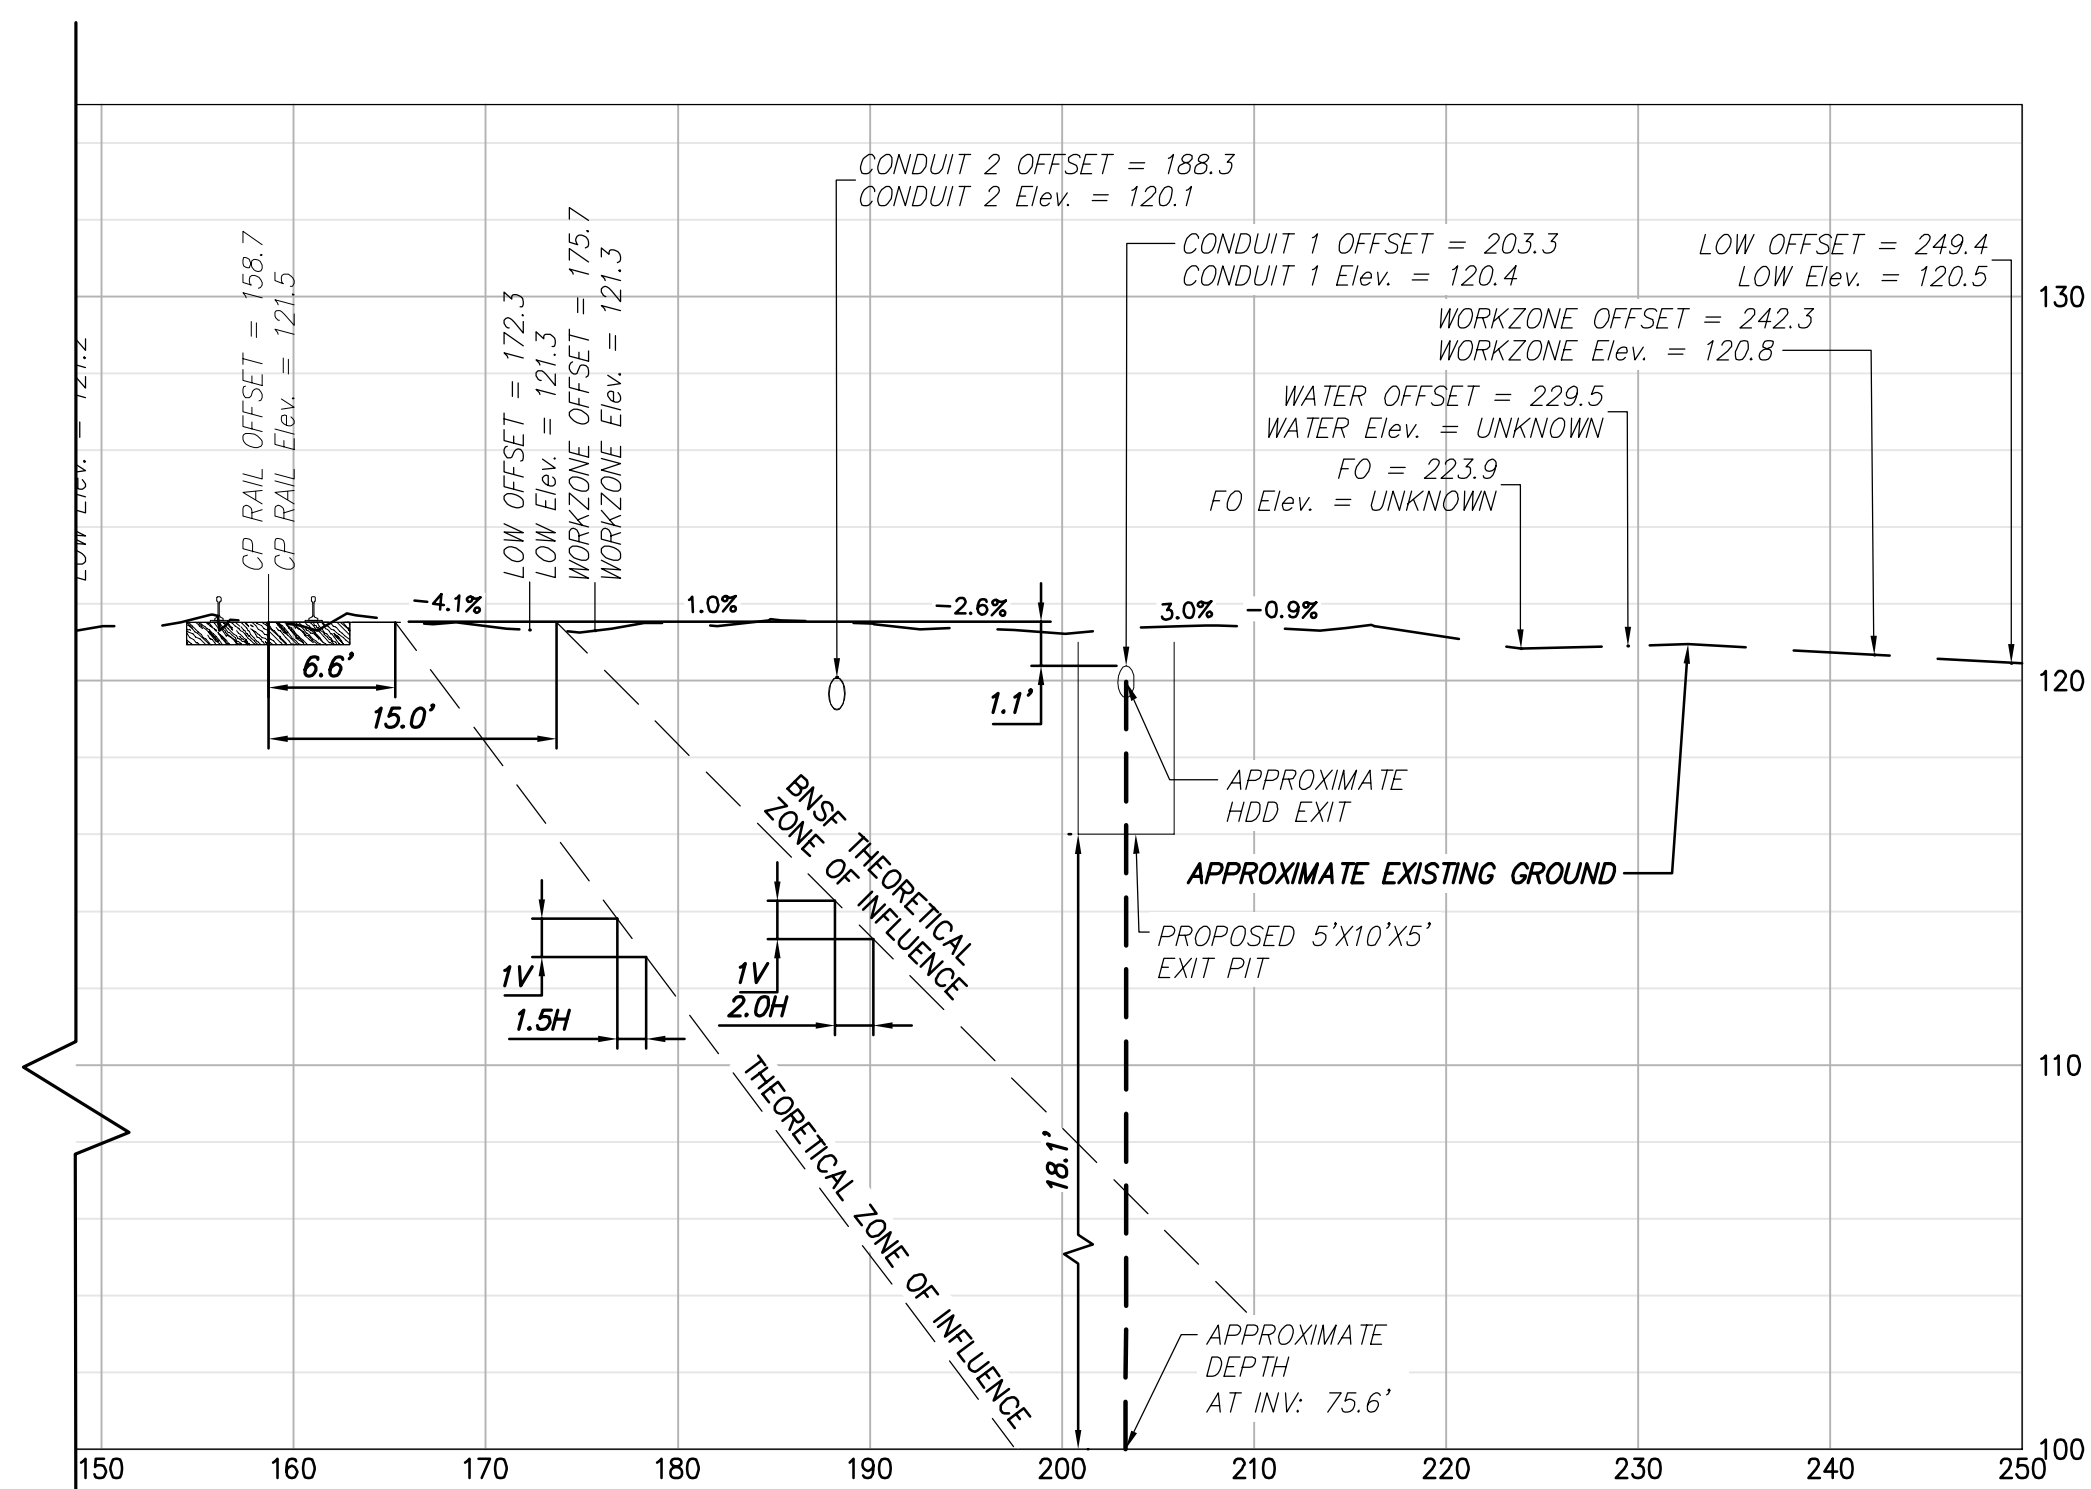 CONDUIT 2 OFFSET = 188.3
CONDUIT 2 Elev. = 120.1
CONDUIT 1 OFFSET = 203.3
CONDUIT 1 Elev. = 120.4
LOW OFFSET = 249.4
LOW Elev. = 120.5
WORKZONE OFFSET = 242.3
WORKZONE Elev. = 120.8
WATER OFFSET = 229.5
WATER Elev. = UNKNOWN
FO = 223.9
FO Elev. = UNKNOWN
LOW Elev. = 121.2
CP RAIL OFFSET = 158.7
CP RAIL Elev. = 121.5
LOW OFFSET = 172.3
LOW Elev. = 121.3
WORKZONE OFFSET = 175.7
WORKZONE Elev. = 121.3
-4.1%
1.0%
-2.6%
3.0%
-0.9%
6.6'
15.0'
1.1'
APPROXIMATE
HDD EXIT
BNSF THEORETICAL
ZONE OF INFLUENCE
APPROXIMATE EXISTING GROUND
PROPOSED 5'X10'X5'
EXIT PIT
1V
1.5H
1V
2.0H
THEORETICAL ZONE OF INFLUENCE
18.1'
APPROXIMATE
DEPTH
AT INV: 75.6'
130
120
110
100
150
160
170
180
190
200
210
220
230
240
250